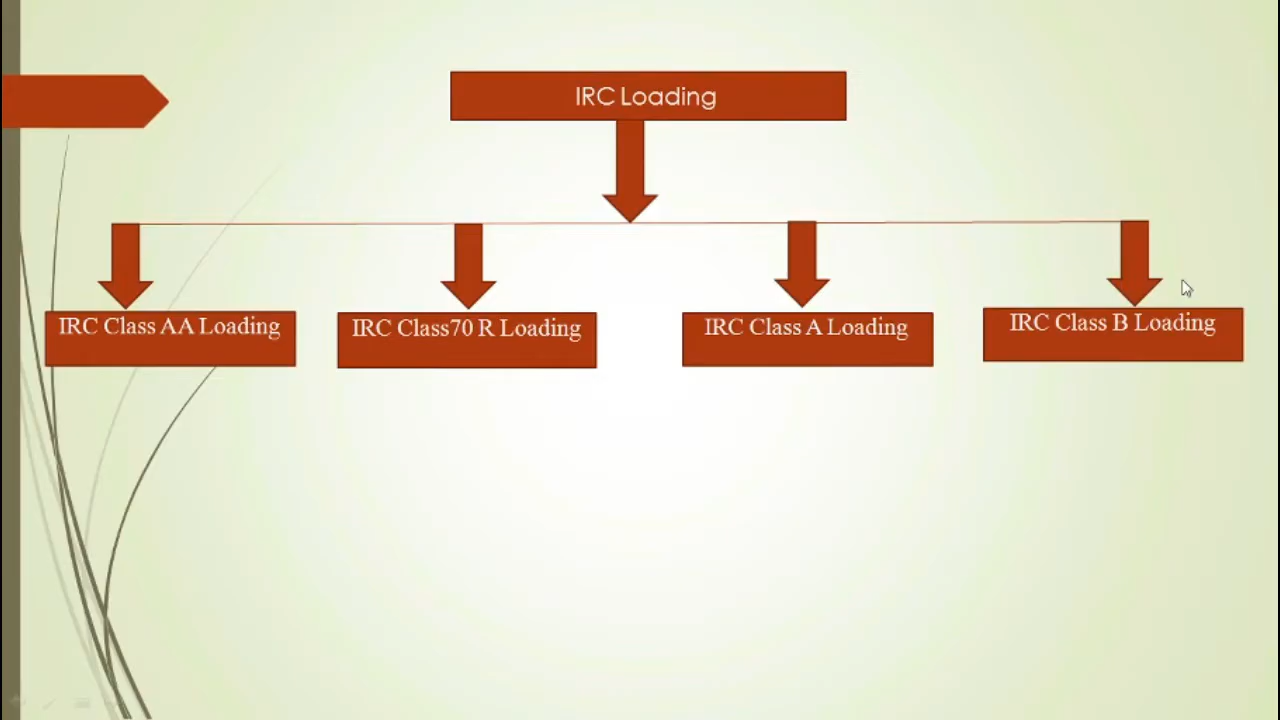 IRC Loading
IRC Class AA Loading
IRC Class70 R Loading
IRC Class A Loading
IRC Class B Loading